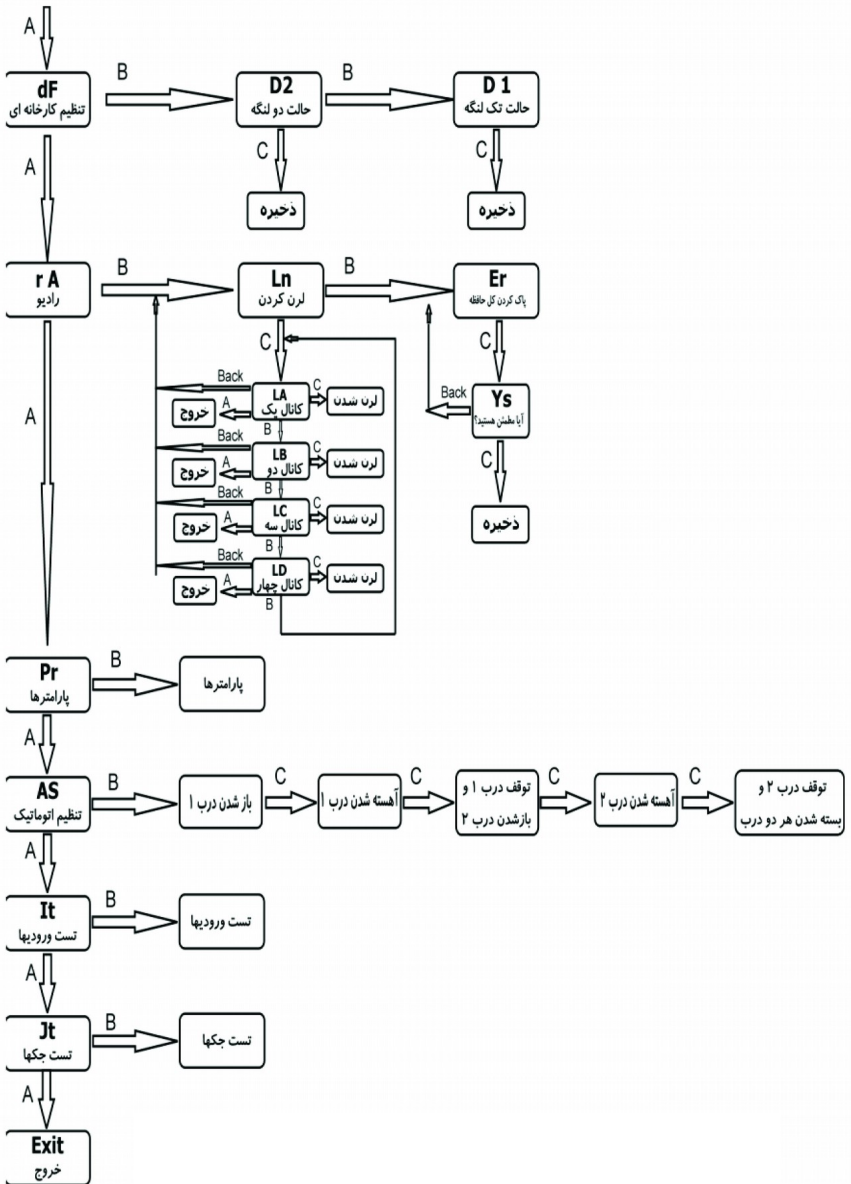 A
dF
تنظیم کارخانه ای
B
D2
حالت دو لنگه
B
D 1
حالت تک لنگه
A
C
ذخیره
C
ذخیره
r A
رادیو
B
Ln
لرن کردن
B
Er
پاک کردن کل حافظه
A
C
C
Back
LA
کانال یک
C
لرن شدن
A
خروج
B
Back
LB
کانال دو
C
لرن شدن
A
خروج
B
Back
LC
کانال سه
C
لرن شدن
A
خروج
B
Back
LD
کانال چهار
C
لرن شدن
A
خروج
B
Back
Ys
آیا مطمئن هستید؟
C
ذخیره
Pr
پارامترها
B
پارامترها
A
AS
تنظیم اتوماتیک
B
باز شدن درب ۱
C
آهسته شدن درب ۱
C
توقف درب ۱ و
بازشدن درب ۲
C
آهسته شدن درب ۲
C
توقف درب ۲ و
بسته شدن هر دو درب
A
It
تست ورودیها
B
تست ورودیها
A
Jt
تست جکها
B
تست جکها
A
Exit
خروج